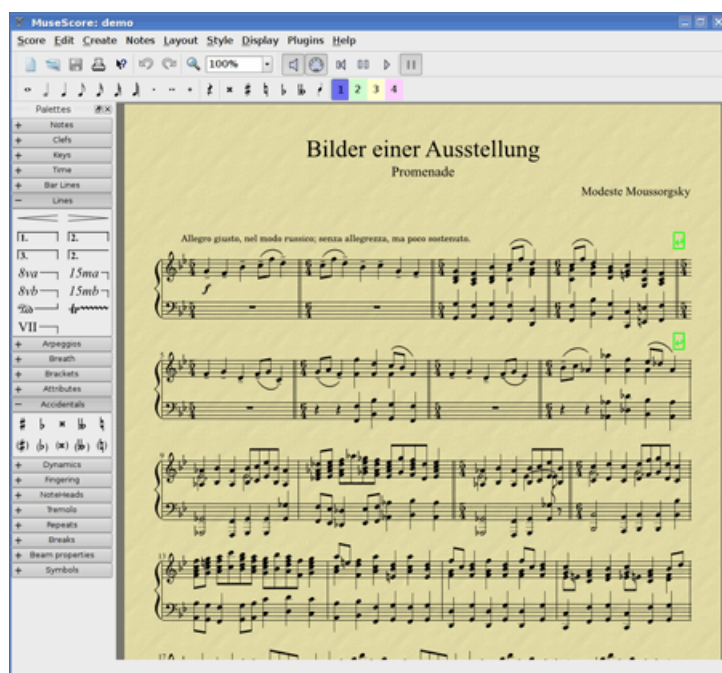 MuseScore: demo
Score Edit Create Notes Layout Style Display Plugins Help
100%
1 2 3 4
Palettes
+ Notes
+ Clefs
+ Keys
+ Time
+ Bar Lines
− Lines
1. 2.
3. 2.
8va 15ma
8vb 15mb
Ped tr
VII
+ Arpeggios
+ Breath
+ Brackets
+ Attributes
− Accidentals
+ Dynamics
+ Fingering
+ NoteHeads
+ Tremolo
+ Repeats
+ Breaks
+ Beam properties
+ Symbols
Bilder einer Ausstellung
Promenade
Modeste Moussorgsky
Allegro giusto, nel modo russico; senza allegrezza, ma poco sostenuto.
f
5
9
13
17